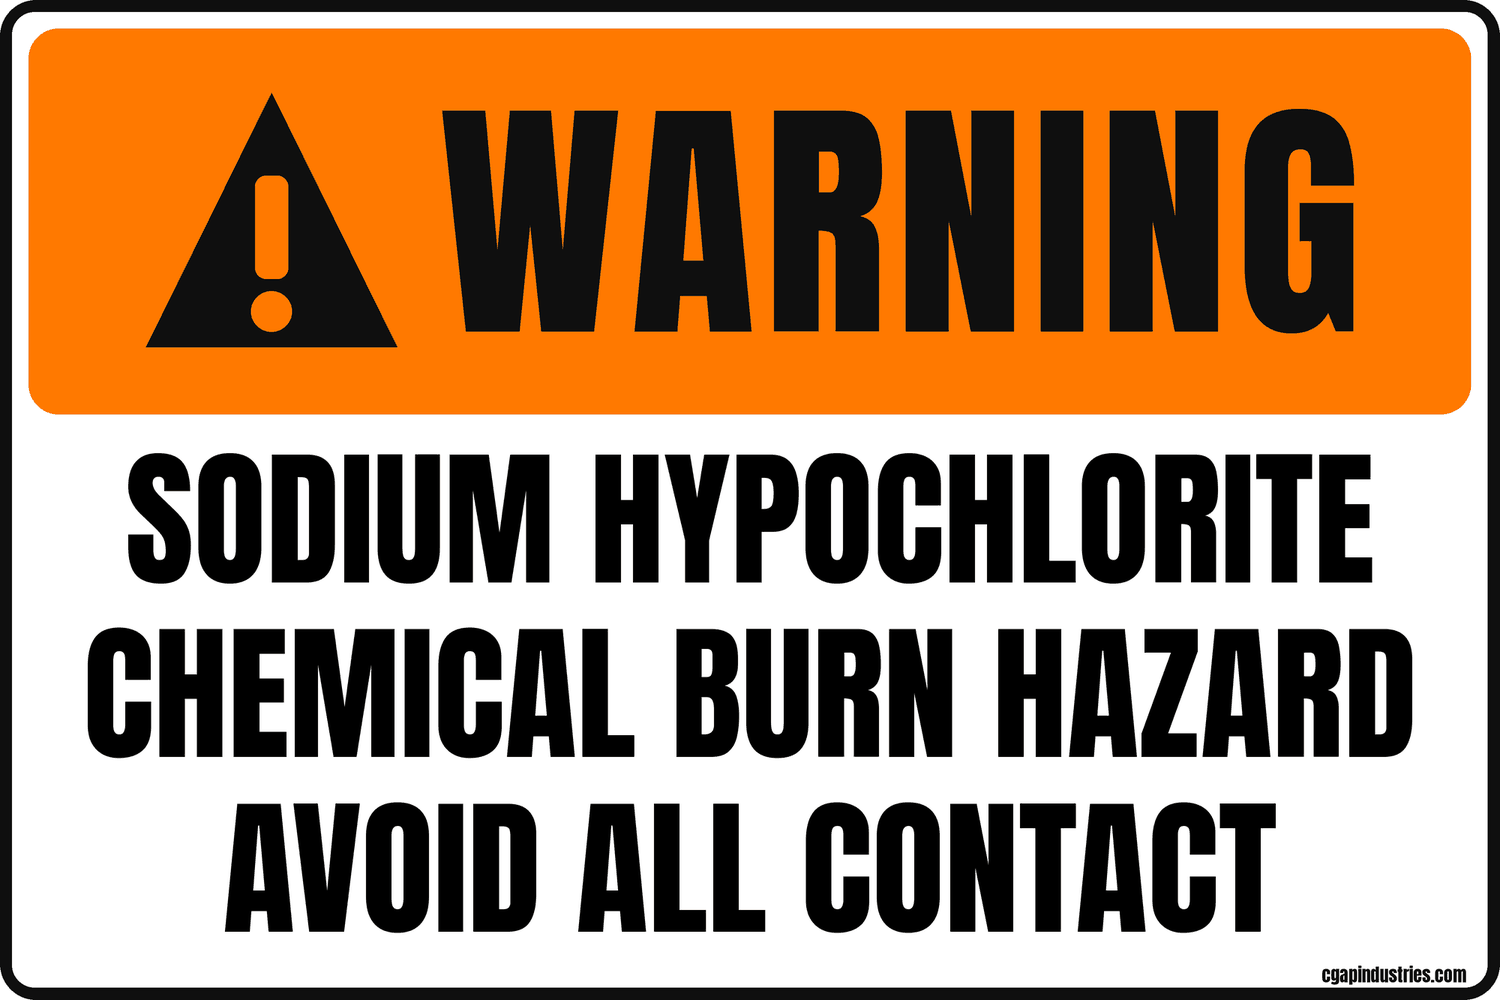 WARNING
SODIUM HYPOCHLORITE
CHEMICAL BURN HAZARD
AVOID ALL CONTACT
cgapindustries.com